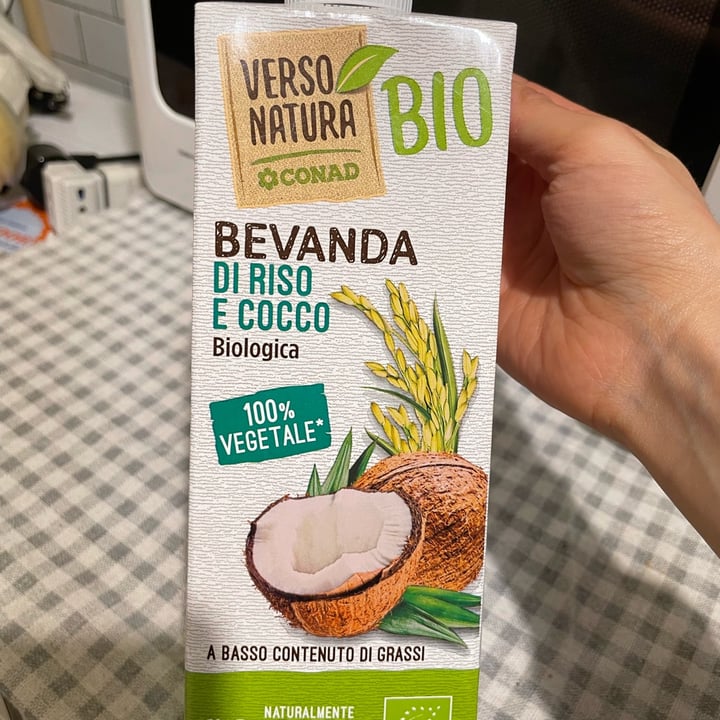 VERSO
NATURA
CONAD
BIO
BEVANDA
DI RISO
E COCCO
Biologica
100%
VEGETALE*
A BASSO CONTENUTO DI GRASSI
NATURALMENTE